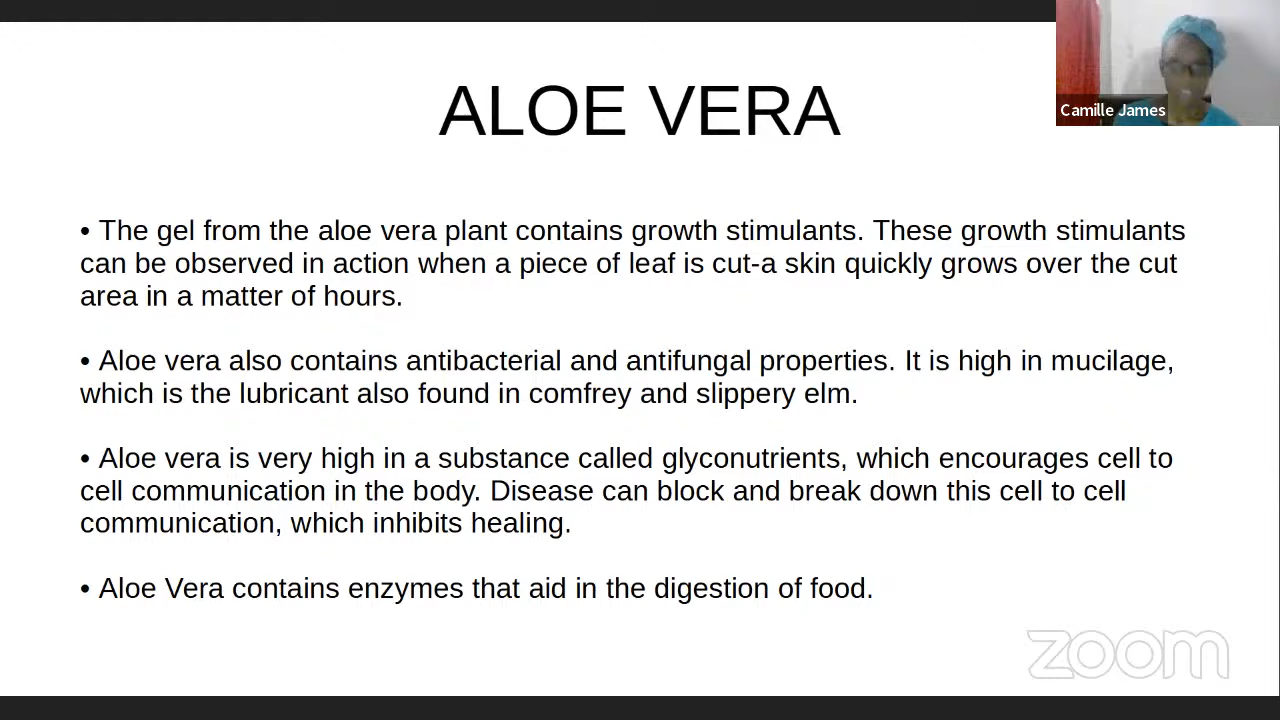 ALOE VERA
Camille James
• The gel from the aloe vera plant contains growth stimulants. These growth stimulants
can be observed in action when a piece of leaf is cut-a skin quickly grows over the cut
area in a matter of hours.
• Aloe vera also contains antibacterial and antifungal properties. It is high in mucilage,
which is the lubricant also found in comfrey and slippery elm.
• Aloe vera is very high in a substance called glyconutrients, which encourages cell to
cell communication in the body. Disease can block and break down this cell to cell
communication, which inhibits healing.
• Aloe Vera contains enzymes that aid in the digestion of food.
zoom